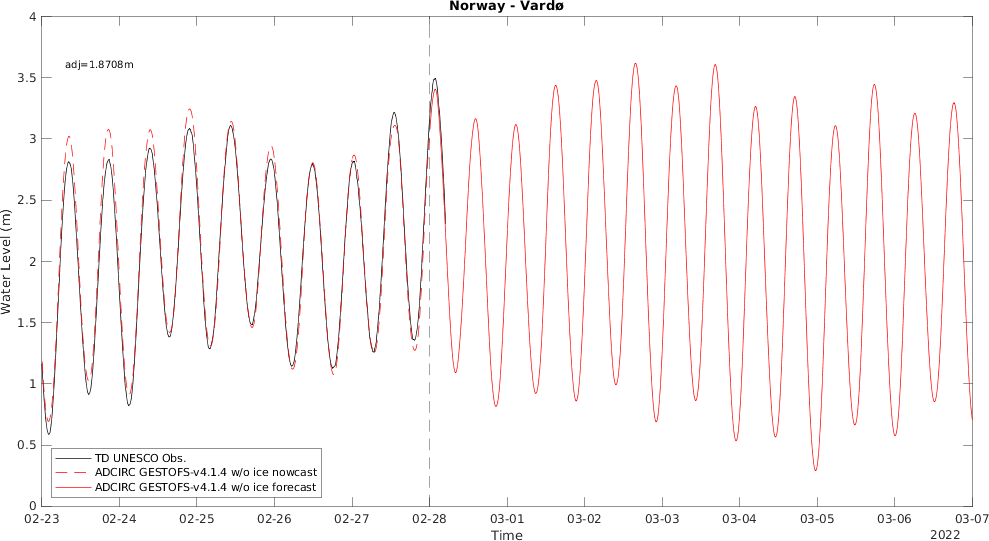 Norway - Vardø
adj=1.8708m
Water Level (m)
4
3.5
3
2.5
2
1.5
1
0.5
0
TD UNESCO Obs.
ADCIRC GESTOFS-v4.1.4 w/o ice nowcast
ADCIRC GESTOFS-v4.1.4 w/o ice forecast
02-23 02-24 02-25 02-26 02-27 02-28 03-01 03-02 03-03 03-04 03-05 03-06 03-07
Time
2022